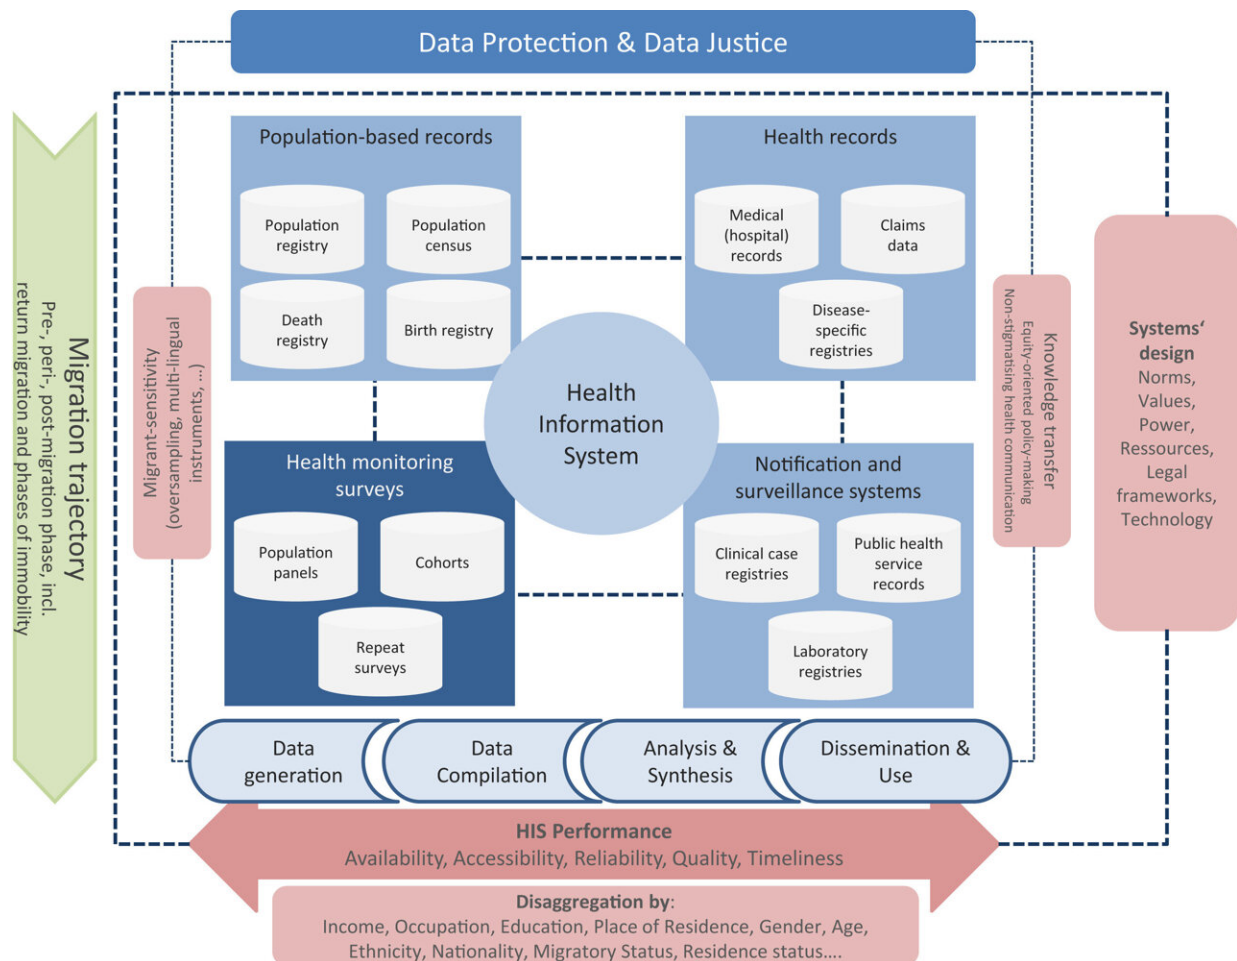 Data Protection & Data Justice
Migration trajectory
Pre-, peri-, post-migration phase, incl.
return migration and phases of immobility
Migrant-sensitivity
(oversampling, multi-lingual
instruments, ...)
Population-based records
Population
registry
Population
census
Death
registry
Birth registry
Health records
Medical
(hospital)
records
Claims
data
Disease-
specific
registries
Health
Information
System
Health monitoring
surveys
Population
panels
Cohorts
Repeat
surveys
Notification and
surveillance systems
Clinical case
registries
Public health
service
records
Laboratory
registries
Knowledge transfer
Equity-oriented policy-making
Non-stigmatising health communication
Systems‘
design
Norms,
Values,
Power,
Ressources,
Legal
frameworks,
Technology
Data
generation
Data
Compilation
Analysis &
Synthesis
Dissemination &
Use
HIS Performance
Availability, Accessibility, Reliability, Quality, Timeliness
Disaggregation by:
Income, Occupation, Education, Place of Residence, Gender, Age,
Ethnicity, Nationality, Migratory Status, Residence status....